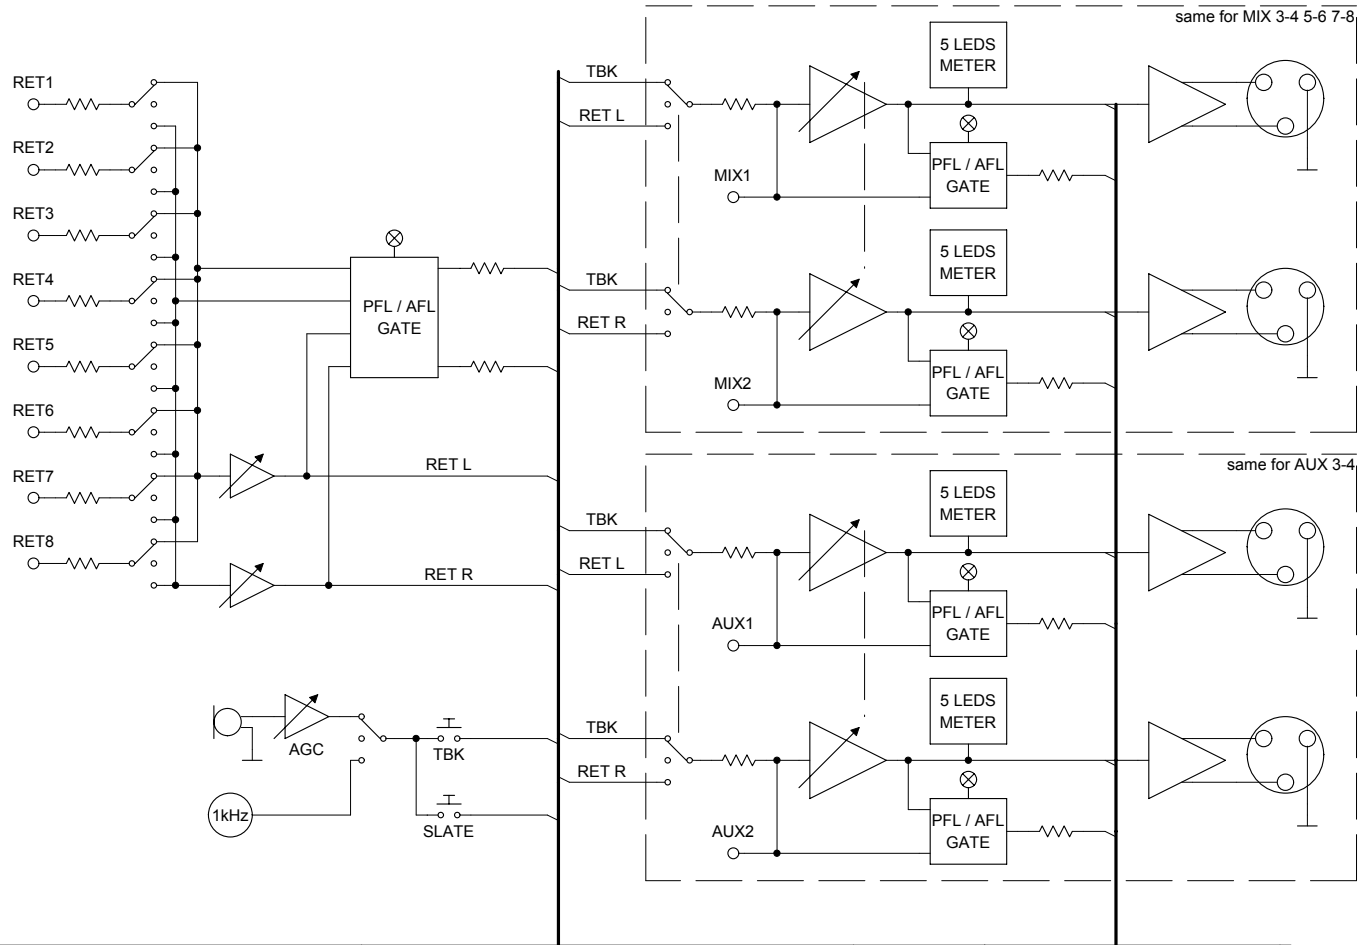 same for MIX 3-4 5-6 7-8
RET1
RET2
RET3
RET4
RET5
RET6
RET7
RET8
PFL / AFL
GATE
RET L
RET R
AGC
1kHz
TBK
SLATE
TBK
RET L
MIX1
5 LEDS
METER
PFL / AFL
GATE
TBK
RET R
MIX2
5 LEDS
METER
PFL / AFL
GATE
same for AUX 3-4
TBK
RET L
AUX1
5 LEDS
METER
PFL / AFL
GATE
TBK
RET R
AUX2
5 LEDS
METER
PFL / AFL
GATE